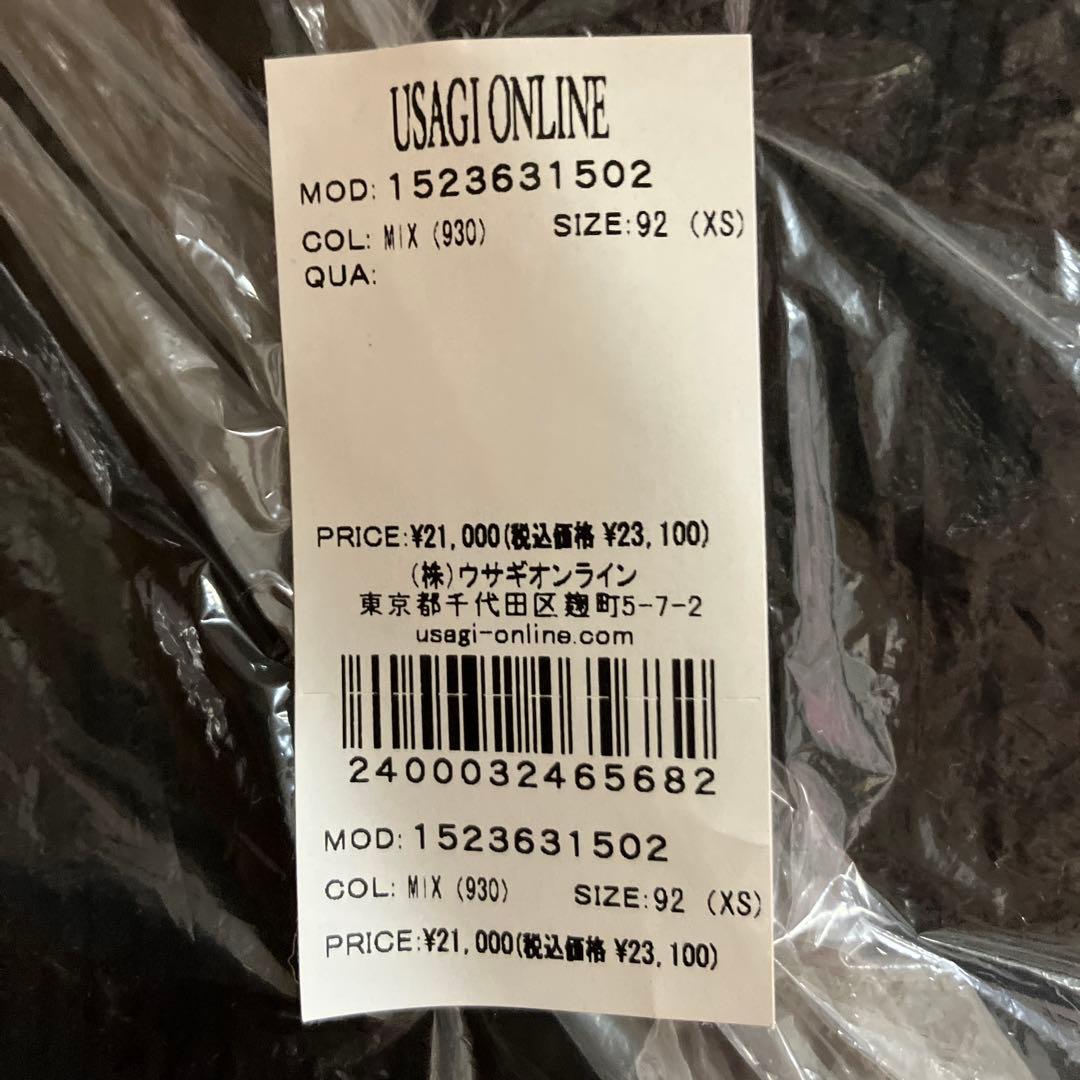 USAGI ONLINE
MOD: 1523631502
COL: MIX (930) SIZE:92 (XS)
QUA:
PRICE:¥21,000(税込価格 ¥23,100)
(株)ウサギオンライン
東京都千代田区麹町5-7-2
usagi-online.com
2400032465682
MOD: 1523631502
COL: MIX (930) SIZE:92 (XS)
PRICE:¥21,000(税込価格 ¥23,100)